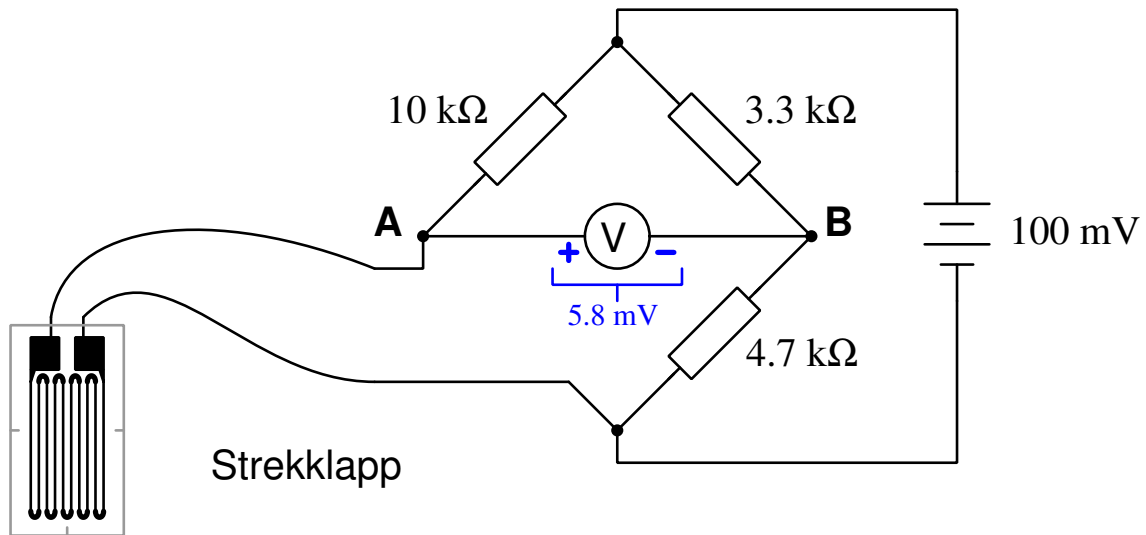 10 kΩ
3.3 kΩ
A
V
B
100 mV
+
−
5.8 mV
4.7 kΩ
Strekklapp